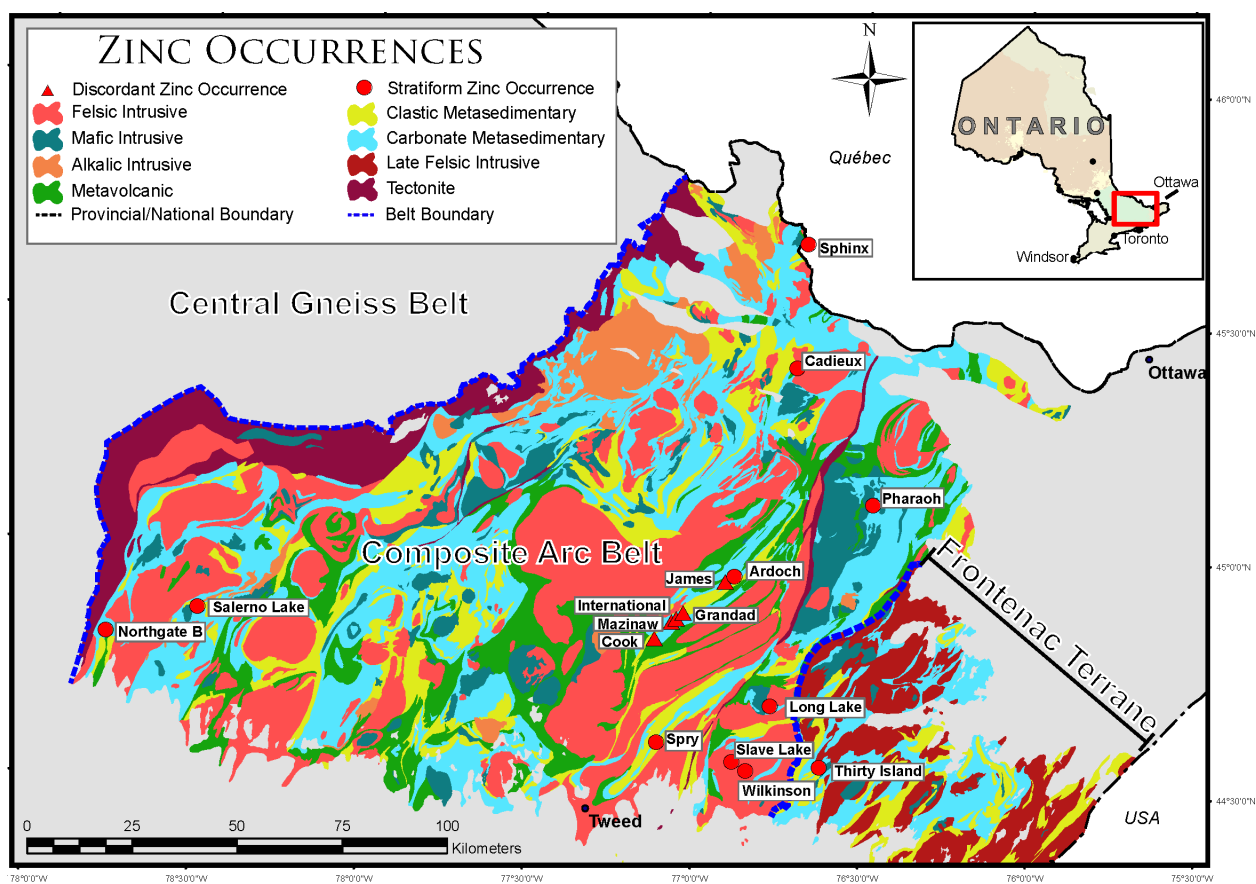 ZINC OCCURRENCES
Discordant Zinc Occurrence
Felsic Intrusive
Mafic Intrusive
Alkalic Intrusive
Metavolcanic
Provincial/National Boundary
Stratiform Zinc Occurrence
Clastic Metasedimentary
Carbonate Metasedimentary
Late Felsic Intrusive
Tectonite
Belt Boundary
N
Québec
ONTARIO
Ottawa
Toronto
Windsor
46°0'0"N
Sphinx
Central Gneiss Belt
45°30'0"N
Cadieux
Ottawa
Pharaoh
Composite Arc Belt
Frontenac Terrane
45°0'0"N
James
Ardoch
International
Grandad
Mazinaw
Cook
Salerno Lake
Northgate B
Long Lake
Spry
Slave Lake
Thirty Island
Wilkinson
44°30'0"N
Tweed
USA
0 25 50 75 100
Kilometers
78°0'0"W 78°30'0"W 78°0'0"W 77°30'0"W 77°0'0"W 76°30'0"W 76°0'0"W 75°30'0"W